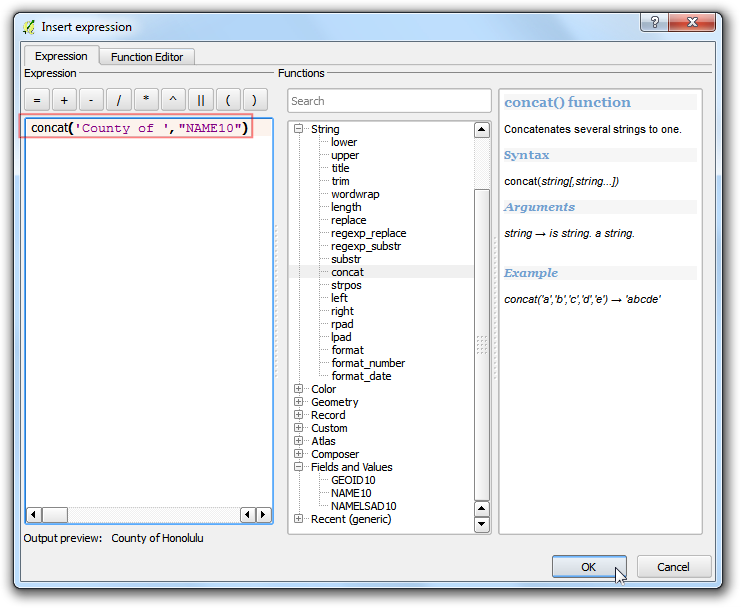 Insert expression
?
x
Expression
Function Editor
Expression
= + - / * ^ || ( )
concat('County of ',"NAME10")
Output preview: County of Honolulu
Functions
Search
String
lower
upper
title
trim
wordwrap
length
replace
regexp_replace
regexp_substr
substr
concat
strpos
left
right
rpad
lpad
format
format_number
format_date
Color
Geometry
Record
Custom
Atlas
Composer
Fields and Values
GEOID10
NAME10
NAMELSAD10
Recent (generic)
concat() function
Concatenates several strings to one.
Syntax
concat(string[,string...])
Arguments
string → is string. a string.
Example
concat('a','b','c','d','e') → 'abcde'
OK
Cancel